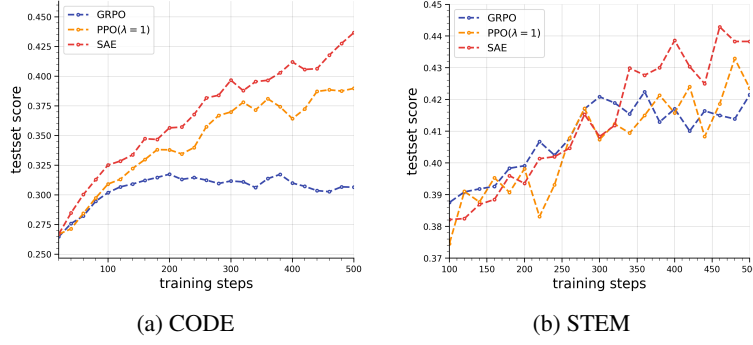 GRPO
PPO(λ = 1)
SAE
testset score
0.450
0.425
0.400
0.375
0.350
0.325
0.300
0.275
0.250
100
200
300
400
500
training steps
(a) CODE
GRPO
PPO(λ = 1)
SAE
testset score
0.45
0.44
0.43
0.42
0.41
0.40
0.39
0.38
0.37
100
150
200
250
300
350
400
450
500
training steps
(b) STEM